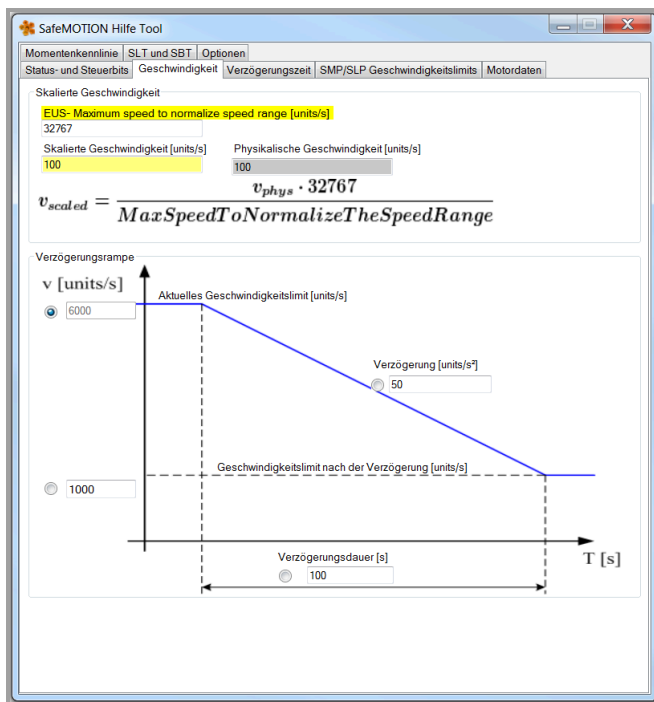 SafeMOTION Hilfe Tool
Momentenkennlinie SLT und SBT Optionen
Status- und Steuerbits Geschwindigkeit Verzögerungszeit SMP/SLP Geschwindigkeitslimits Motordaten
Skalierte Geschwindigkeit
EUS- Maximum speed to normalize speed range [units/s]
32767
Skalierte Geschwindigkeit [units/s] Physikalische Geschwindigkeit [units/s]
100 100
v_scaled = v_phys · 32767 / MaxSpeedToNormalizeTheSpeedRange
Verzögerungsrampe
v [units/s]
Aktuelles Geschwindigkeitslimit [units/s]
6000
Verzögerung [units/s²]
50
Geschwindigkeitslimit nach der Verzögerung [units/s]
1000
Verzögerungsdauer [s]
T [s]
100